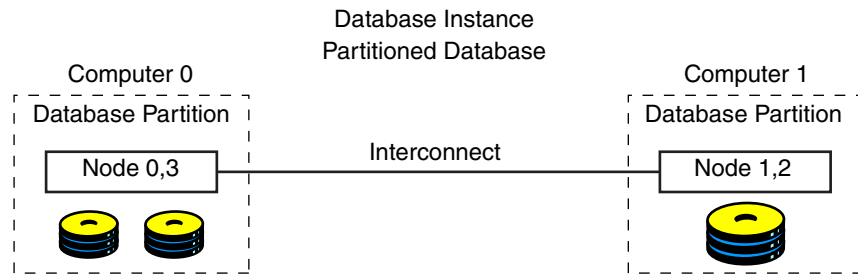 Database Instance
Partitioned Database
Computer 0
Computer 1
Database Partition
Database Partition
Interconnect
Node 0,3
Node 1,2